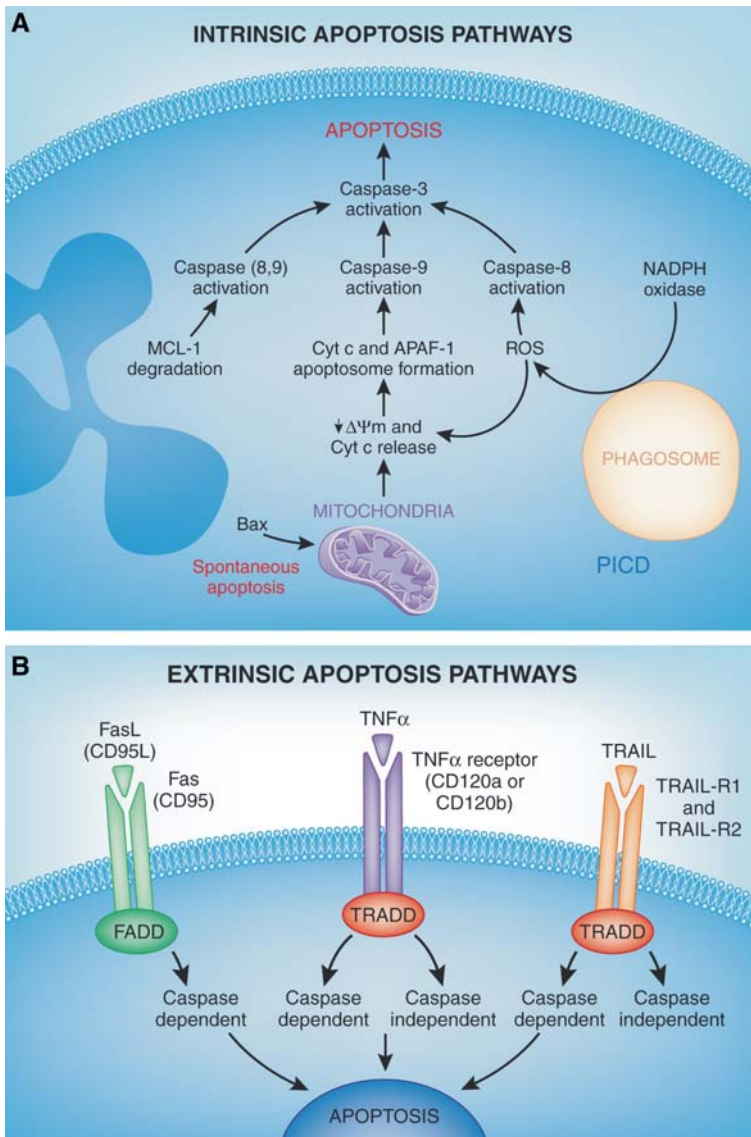 A
INTRINSIC APOPTOSIS PATHWAYS
APOPTOSIS
Caspase-3
activation
Caspase (8,9)
activation
Caspase-9
activation
Caspase-8
activation
NADPH
oxidase
MCL-1
degradation
Cyt c and APAF-1
apoptosome formation
ROS
↓ΔΨm and
Cyt c release
PHAGOSOME
MITOCHONDRIA
Bax
Spontaneous
apoptosis
PICD
B
EXTRINSIC APOPTOSIS PATHWAYS
FasL
(CD95L)
Fas
(CD95)
FADD
TNFα
TNFα receptor
(CD120a or
CD120b)
TRADD
TRAIL
TRAIL-R1
and
TRAIL-R2
TRADD
Caspase
dependent
Caspase
dependent
Caspase
independent
Caspase
dependent
Caspase
independent
APOPTOSIS